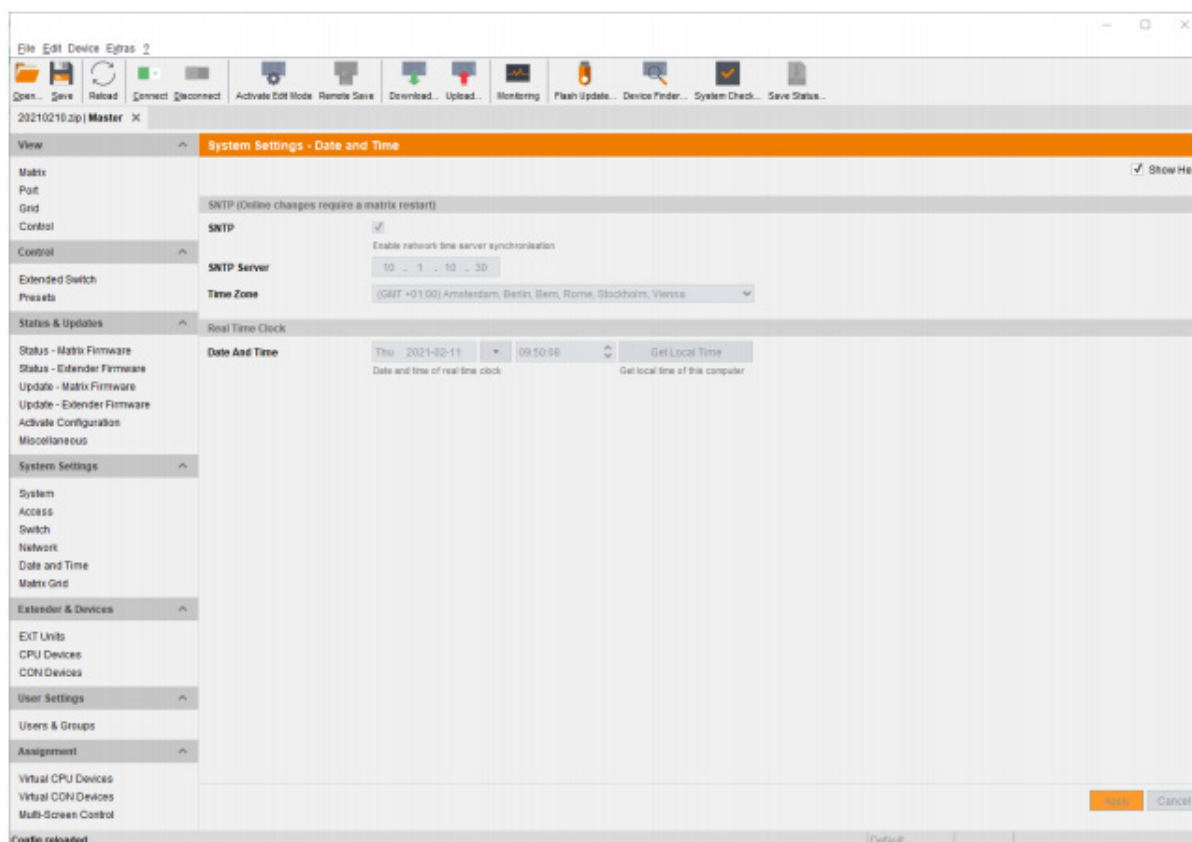 File Edit Device Extras ?
Open... Save Reload Connect Disconnect Activate Edit Mode Remote Save Download... Upload... Monitoring Flash Update... Device Finder... System Check... Save Status...
20210210.zip | Master ×
View
Matrix
Port
Grid
Control
Control
Extended Switch
Presets
Status & Updates
Status - Matrix Firmware
Status - Extender Firmware
Update - Matrix Firmware
Update - Extender Firmware
Activate Configuration
Miscellaneous
System Settings
System
Access
Switch
Network
Date and Time
Matrix Grid
Extender & Devices
EXT Units
CPU Devices
CON Devices
User Settings
Users & Groups
Assignment
Virtual CPU Devices
Virtual CON Devices
Multi-Screen Control
System Settings - Date and Time
Show He
SNTP (Online changes require a matrix restart)
SNTP
Enable network time server synchronisation
SNTP Server 10 . 1 . 10 . 30
Time Zone (GMT +01:00) Amsterdam, Berlin, Bern, Rome, Stockholm, Vienna
Real Time Clock
Date And Time Thu 2021-02-11 09:50:08 Get Local Time
Date and time of real time clock Get local time of this computer
Apply Cancel
Config reloaded Default